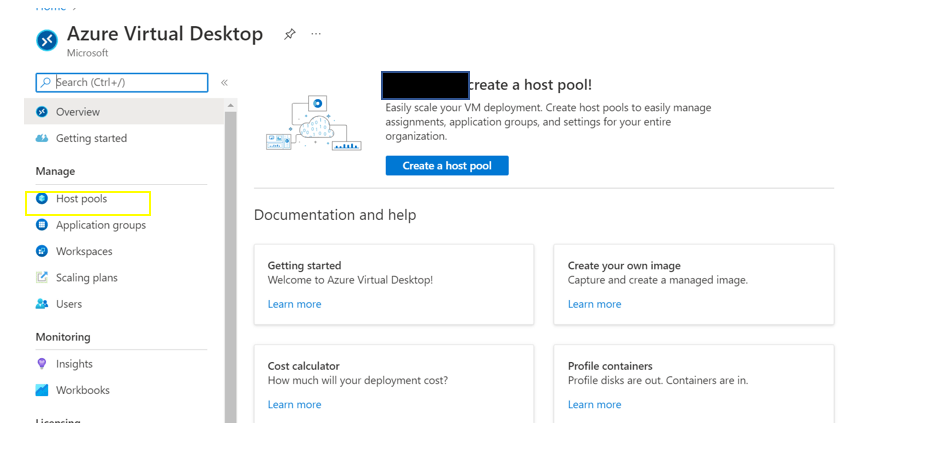 Azure Virtual Desktop
Microsoft
Search (Ctrl+/)
Overview
Getting started
Manage
Host pools
Application groups
Workspaces
Scaling plans
Users
Monitoring
Insights
Workbooks
create a host pool!
Easily scale your VM deployment. Create host pools to easily manage
assignments, application groups, and settings for your entire
organization.
Create a host pool
Documentation and help
Getting started
Welcome to Azure Virtual Desktop!
Learn more
Create your own image
Capture and create a managed image.
Learn more
Cost calculator
How much will your deployment cost?
Learn more
Profile containers
Profile disks are out. Containers are in.
Learn more